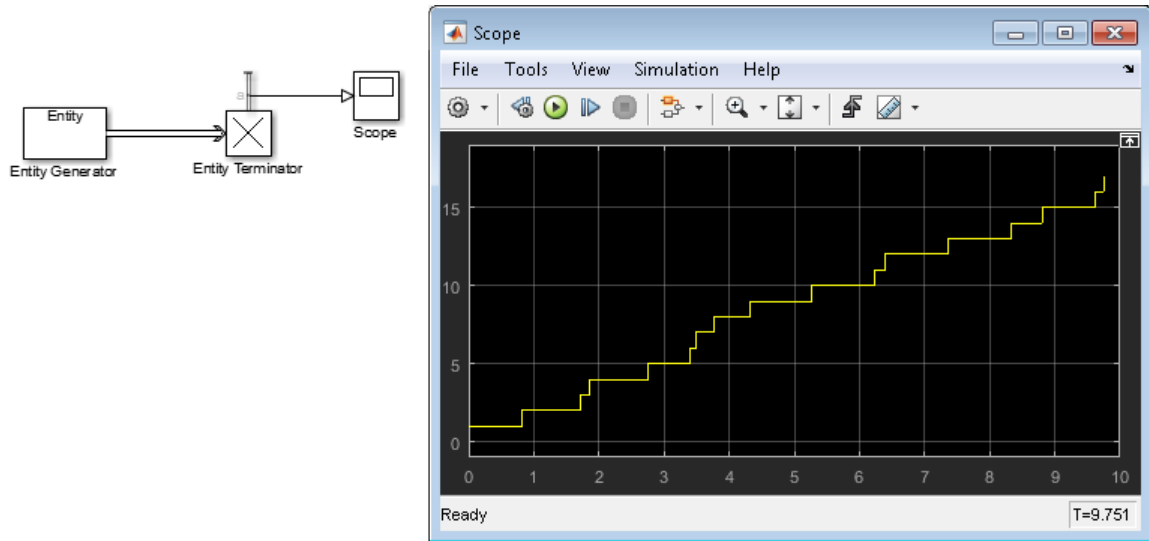 Entity
Entity Generator
a
Entity Terminator
Scope
Scope
File Tools View Simulation Help
15
10
5
0
0 1 2 3 4 5 6 7 8 9 10
Ready T=9.751